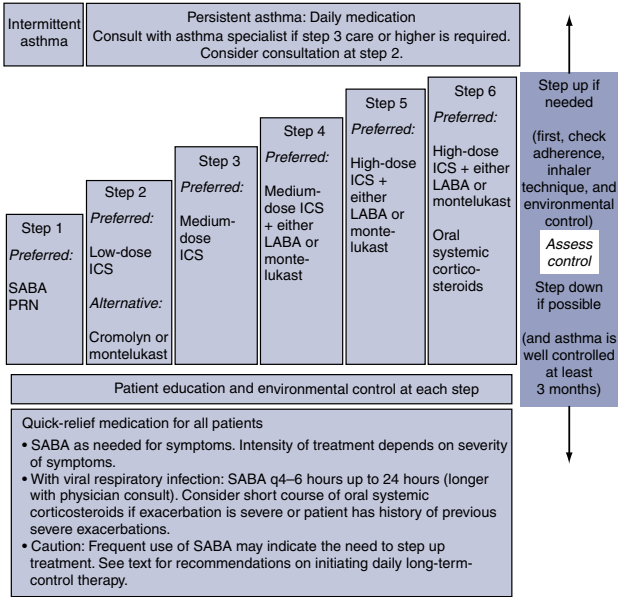 Intermittent
asthma
Persistent asthma: Daily medication
Consult with asthma specialist if step 3 care or higher is required.
Consider consultation at step 2.
Step 1
Preferred:
SABA
PRN
Step 2
Preferred:
Low-dose
ICS
Alternative:
Cromolyn or
montelukast
Step 3
Preferred:
Medium-
dose
ICS
Step 4
Preferred:
Medium-
dose ICS
+ either
LABA or
monte-
lukast
Step 5
Preferred:
High-dose
ICS +
either
LABA or
monte-
lukast
Step 6
Preferred:
High-dose
ICS + either
LABA or
montelukast
Oral
systemic
cortico-
steroids
Step up if
needed
(first, check
adherence,
inhaler
technique, and
environmental
control)
Assess
control
Step down
if possible
(and asthma is
well controlled
at least
3 months)
Patient education and environmental control at each step
Quick-relief medication for all patients
• SABA as needed for symptoms. Intensity of treatment depends on severity
of symptoms.
• With viral respiratory infection: SABA q4–6 hours up to 24 hours (longer
with physician consult). Consider short course of oral systemic
corticosteroids if exacerbation is severe or patient has history of previous
severe exacerbations.
• Caution: Frequent use of SABA may indicate the need to step up
treatment. See text for recommendations on initiating daily long-term-
control therapy.